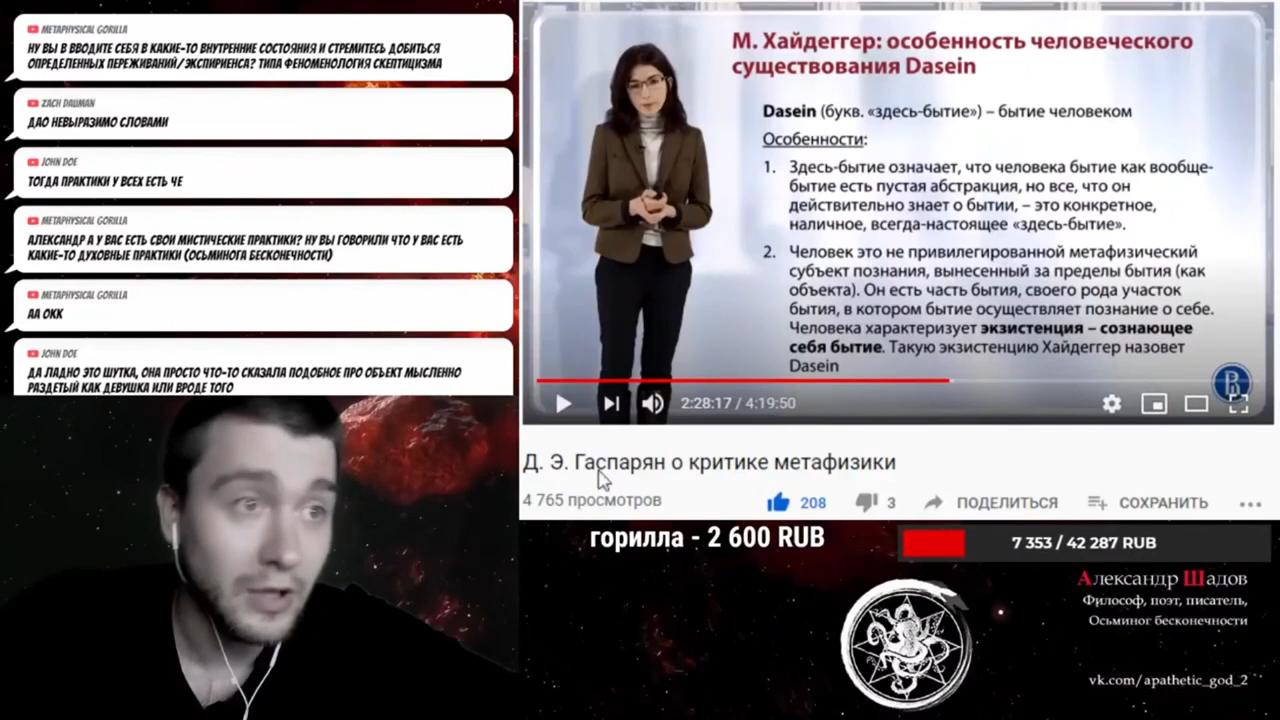 METAPHYSICAL GORILLA
НУ ВЫ В ВВОДИТЕ СЕБЯ В КАКИЕ-ТО ВНУТРЕННИЕ СОСТОЯНИЯ И СТРЕМИТЕСЬ ДОБИТЬСЯ
ОПРЕДЕЛЕННЫХ ПЕРЕЖИВАНИЙ/ЭКСПИРИЕНСА? ТИПА ФЕНОМЕНОЛОГИЯ СКЕПТИЦИЗМА
ZACH DAUMAN
ДАО НЕВЫРАЗИМО СЛОВАМИ
JOHN DOE
ТОГДА ПРАКТИКИ У ВСЕХ ЕСТЬ ЧЕ
METAPHYSICAL GORILLA
АЛЕКСАНДР А У ВАС ЕСТЬ СВОИ МИСТИЧЕСКИЕ ПРАКТИКИ? НУ ВЫ ГОВОРИЛИ ЧТО У ВАС ЕСТЬ
КАКИЕ-ТО ДУХОВНЫЕ ПРАКТИКИ (ОСЬМИНОГА БЕСКОНЕЧНОСТИ)
METAPHYSICAL GORILLA
АА ОКК
JOHN DOE
ДА ЛАДНО ЭТО ШУТКА, ОНА ПРОСТО ЧТО-ТО СКАЗАЛА ПОДОБНОЕ ПРО ОБЪЕКТ МЫСЛЕННО
РАЗДЕТЫЙ КАК ДЕВУШКА ИЛИ ВРОДЕ ТОГО
М. Хайдеггер: особенность человеческого
существования Dasein
Dasein (букв. «здесь-бытие») – бытие человеком
Особенности:
1. Здесь-бытие означает, что человека бытие как вообще-
бытие есть пустая абстракция, но все, что он
действительно знает о бытии, – это конкретное,
наличное, всегда-настоящее «здесь-бытие».
2. Человек это не привилегированной метафизический
субъект познания, вынесенный за пределы бытия (как
объекта). Он есть часть бытия, своего рода участок
бытия, в котором бытие осуществляет познание о себе.
Человека характеризует экзистенция – сознающее
себя бытие. Такую экзистенцию Хайдеггер назовет
Dasein
2:28:17 / 4:19:50
Д. Э. Гаспарян о критике метафизики
4 765 просмотров
208
3
ПОДЕЛИТЬСЯ
СОХРАНИТЬ
горилла - 2 600 RUB
7 353 / 42 287 RUB
Александр Шадов
Философ, поэт, писатель,
Осьминог бесконечности
vk.com/apathetic_god_2